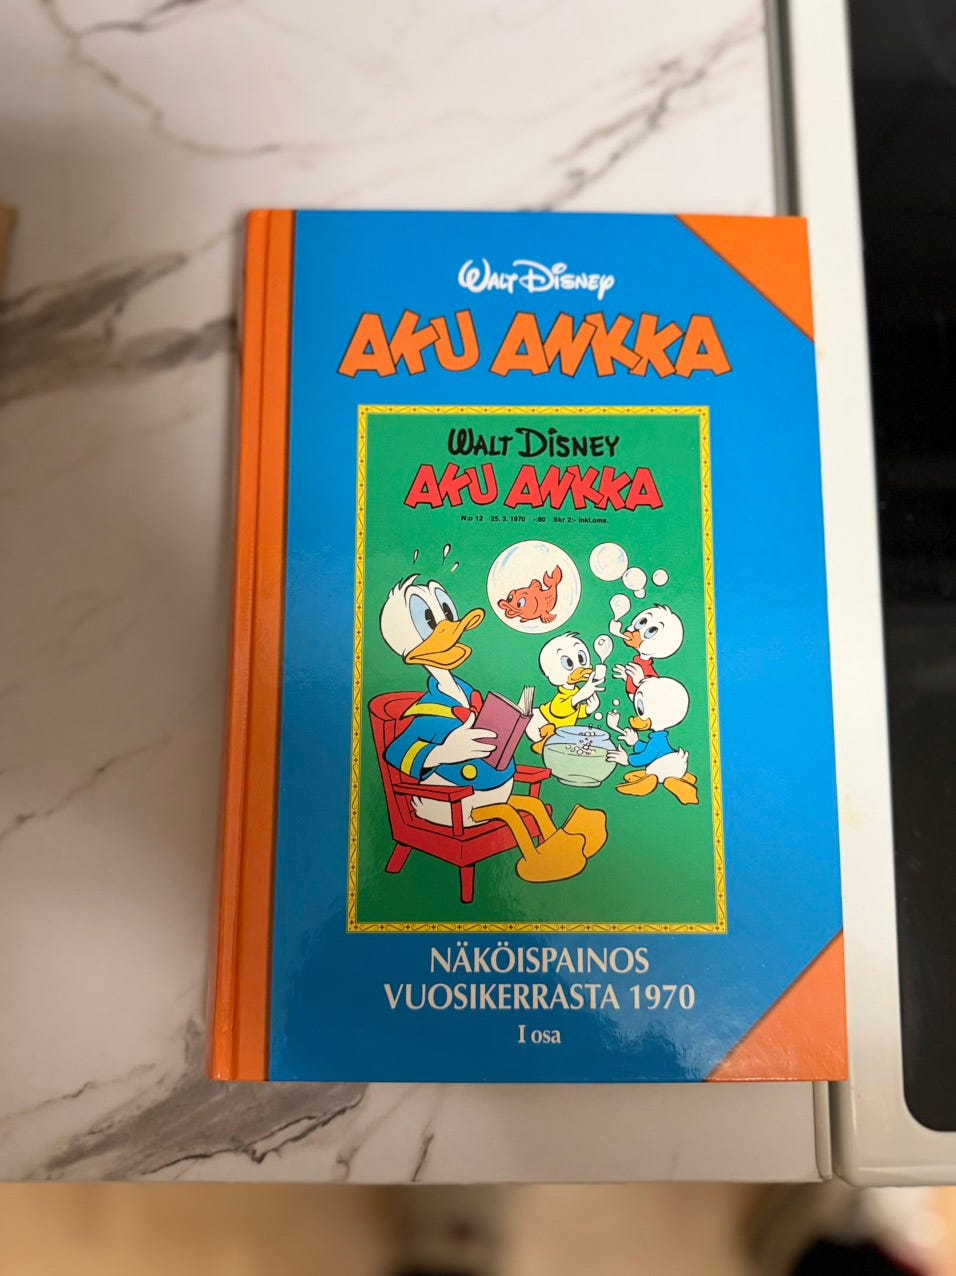 WALT DISNEY
AKU ANKKA
WALT DISNEY
AKU ANKKA
N:o 12 25. 3. 1970 -:80 Skr 2:- inkl.oms.
NÄKÖISPAINOS
VUOSIKERRASTA 1970
I osa